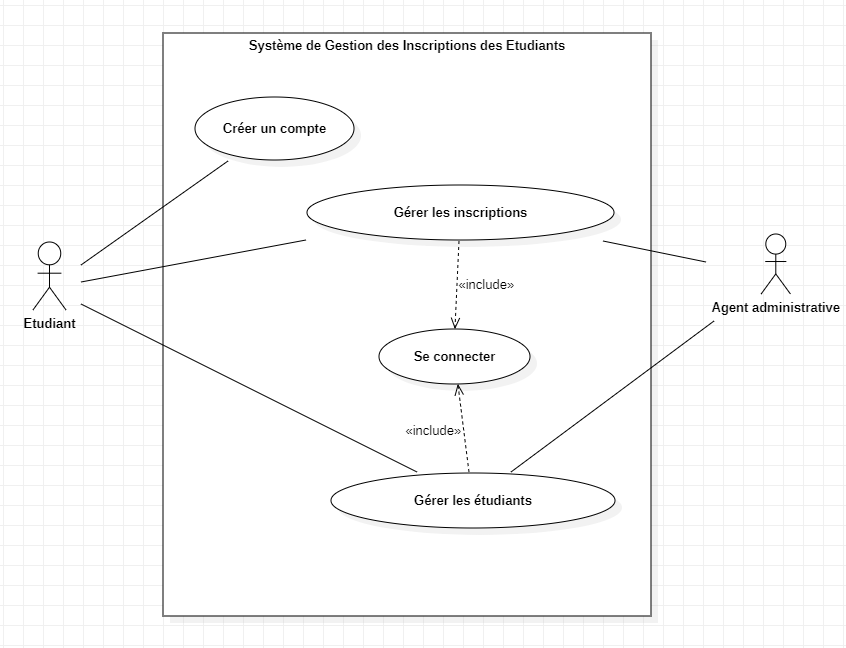 Système de Gestion des Inscriptions des Etudiants
Créer un compte
Gérer les inscriptions
«include»
Etudiant
Agent administrative
Se connecter
«include»
Gérer les étudiants